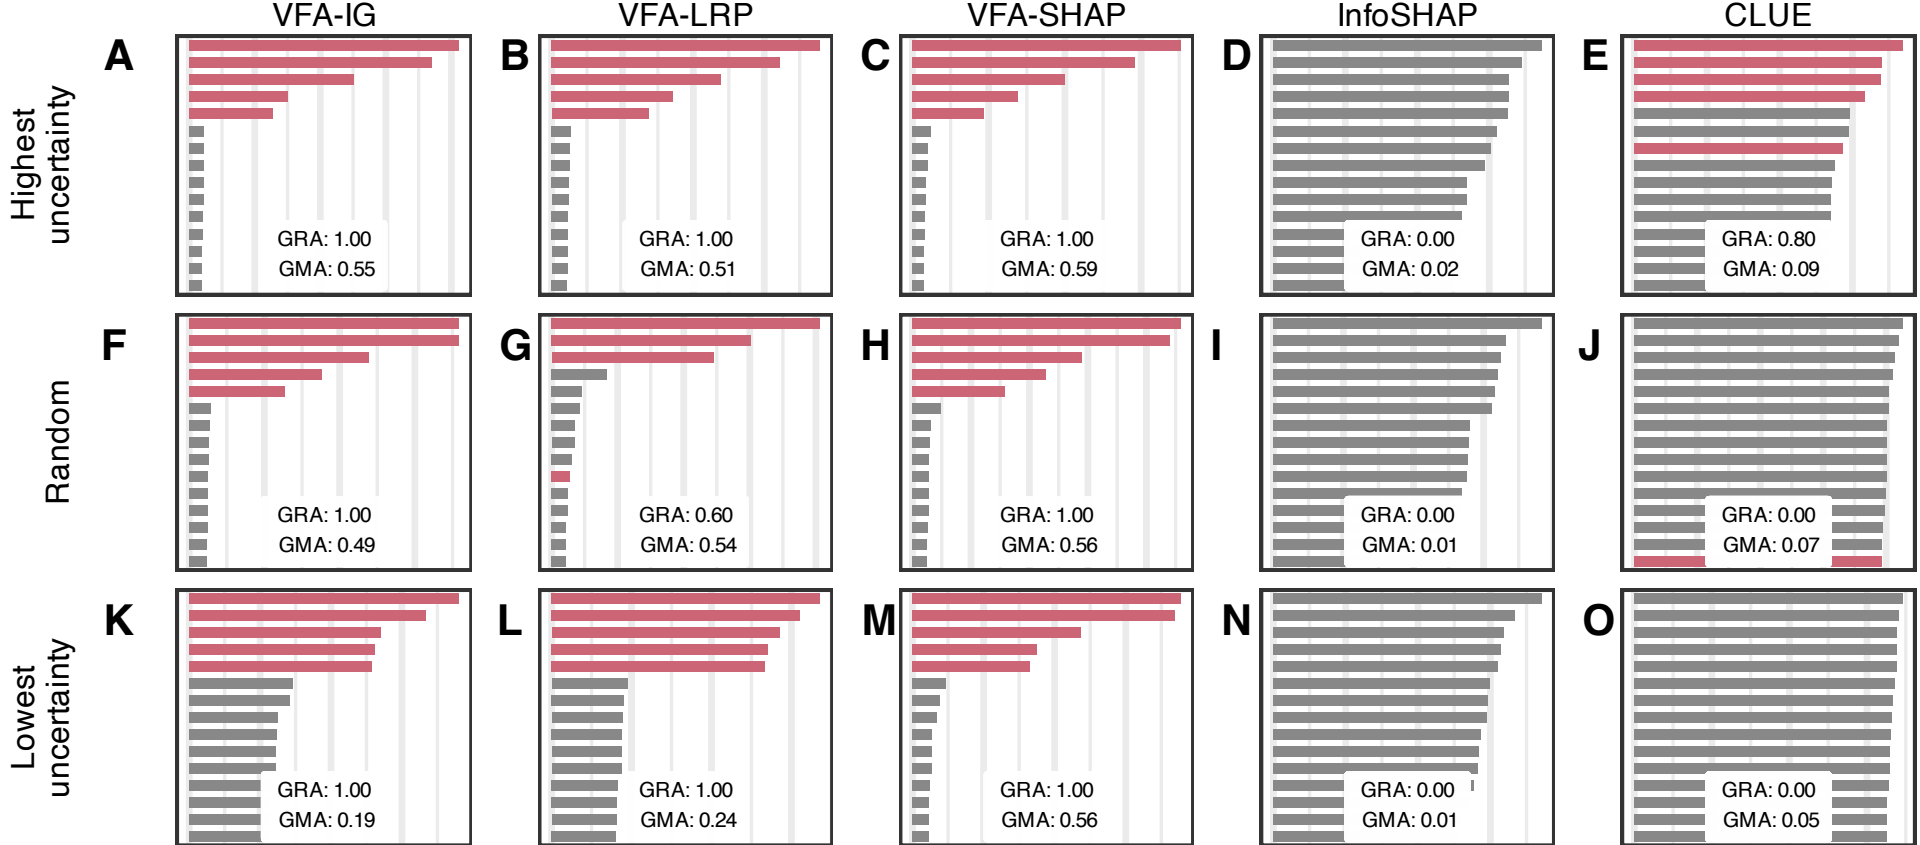 VFA-IG VFA-LRP VFA-SHAP InfoSHAP CLUE
Highest
uncertainty
A B C D E
GRA: 1.00 GRA: 1.00 GRA: 1.00 GRA: 0.00 GRA: 0.80
GMA: 0.55 GMA: 0.51 GMA: 0.59 GMA: 0.02 GMA: 0.09
Random
F G H I J
GRA: 1.00 GRA: 0.60 GRA: 1.00 GRA: 0.00 GRA: 0.00
GMA: 0.49 GMA: 0.54 GMA: 0.56 GMA: 0.01 GMA: 0.07
Lowest
uncertainty
K L M N O
GRA: 1.00 GRA: 1.00 GRA: 1.00 GRA: 0.00 GRA: 0.00
GMA: 0.19 GMA: 0.24 GMA: 0.56 GMA: 0.01 GMA: 0.05